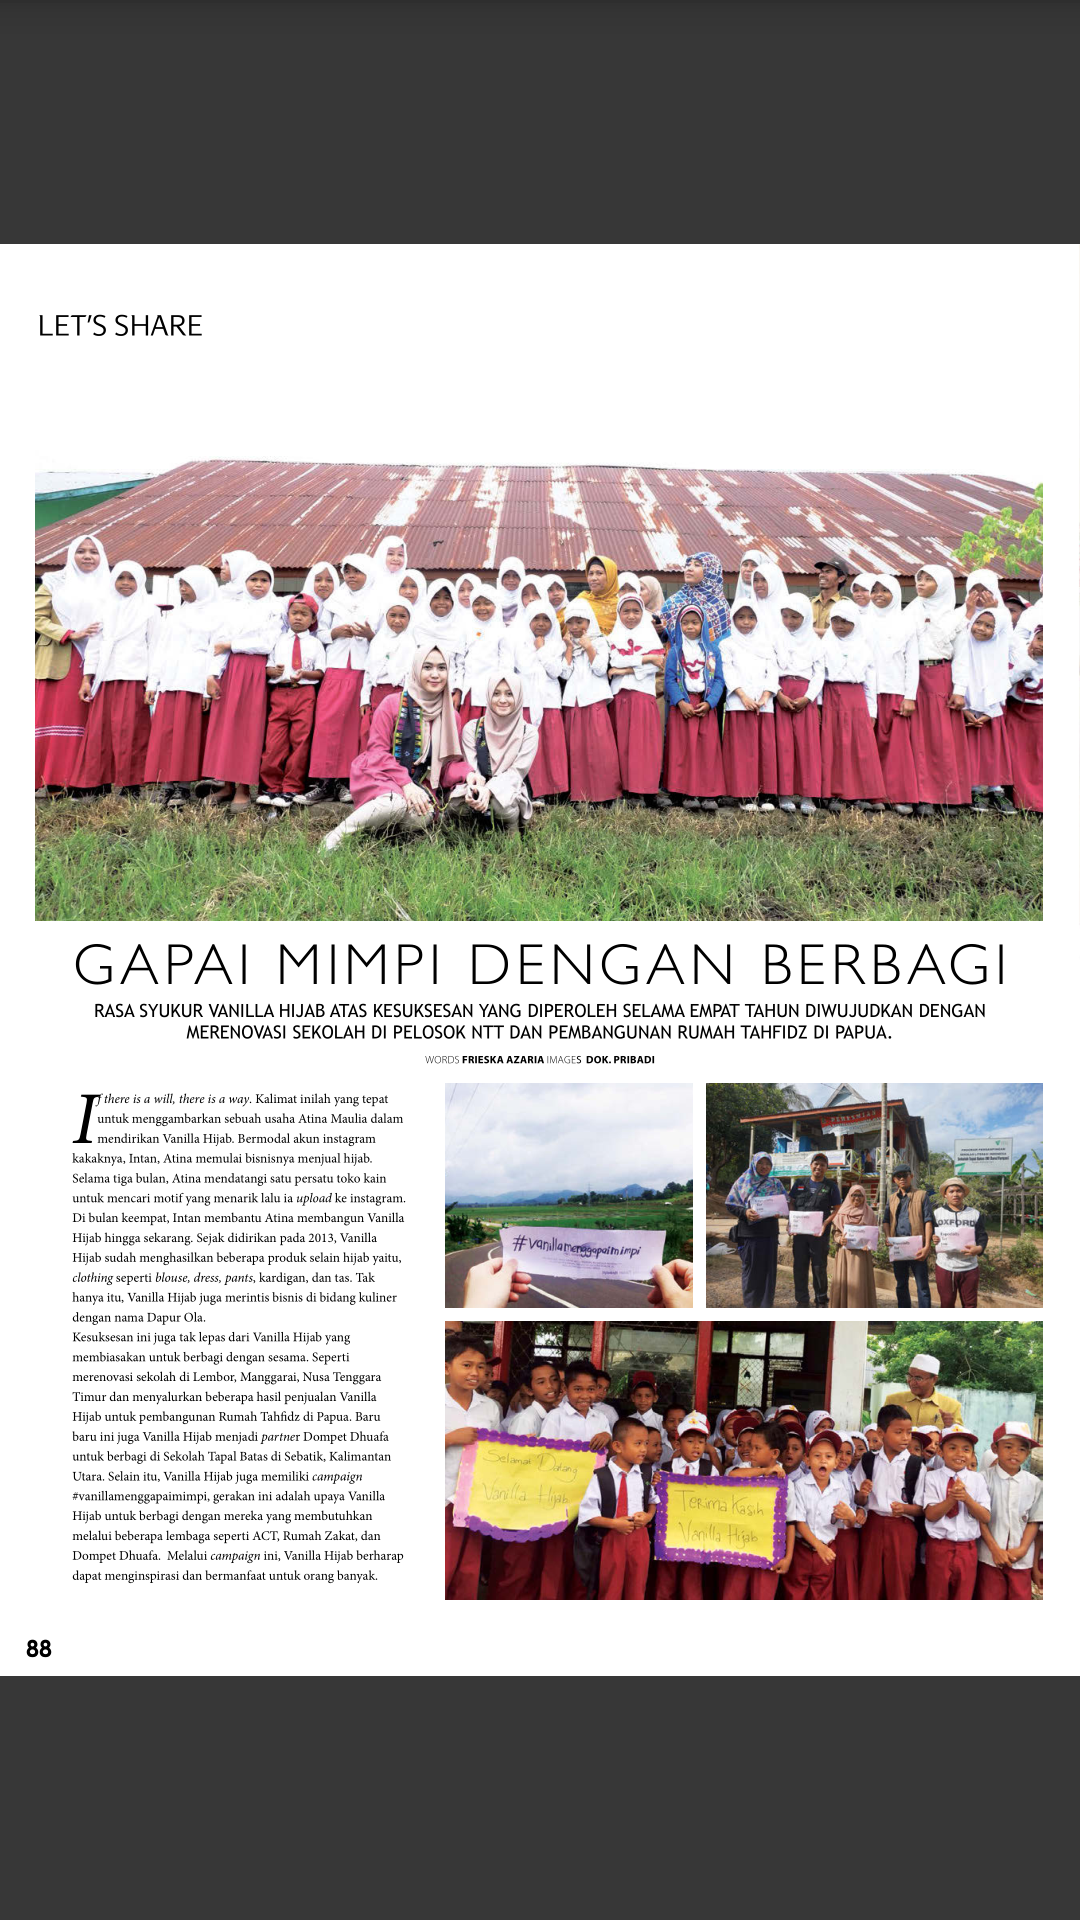 LET'S SHARE
GAPAI MIMPI DENGAN BERBAGI
RASA SYUKUR VANILLA HIJAB ATAS KESUKSESAN YANG DIPEROLEH SELAMA EMPAT TAHUN DIWUJUDKAN DENGAN
MERENOVASI SEKOLAH DI PELOSOK NTT DAN PEMBANGUNAN RUMAH TAHFIDZ DI PAPUA.
WORDS FRIESKA AZARIA IMAGES DOK. PRIBADI
If there is a will, there is a way. Kalimat inilah yang tepat
untuk menggambarkan sebuah usaha Atina Maulia dalam
mendirikan Vanilla Hijab. Bermodal akun instagram
kakaknya, Intan, Atina memulai bisnisnya menjual hijab.
Selama tiga bulan, Atina mendatangi satu persatu toko kain
untuk mencari motif yang menarik lalu ia upload ke instagram.
Di bulan keempat, Intan membantu Atina membangun Vanilla
Hijab hingga sekarang. Sejak didirikan pada 2013, Vanilla
Hijab sudah menghasilkan beberapa produk selain hijab yaitu,
clothing seperti blouse, dress, pants, kardigan, dan tas. Tak
hanya itu, Vanilla Hijab juga merintis bisnis di bidang kuliner
dengan nama Dapur Ola.
Kesuksesan ini juga tak lepas dari Vanilla Hijab yang
membiasakan untuk berbagi dengan sesama. Seperti
merenovasi sekolah di Lembor, Manggarai, Nusa Tenggara
Timur dan menyalurkan beberapa hasil penjualan Vanilla
Hijab untuk pembangunan Rumah Tahfidz di Papua. Baru
baru ini juga Vanilla Hijab menjadi partner Dompet Dhuafa
untuk berbagi di Sekolah Tapal Batas di Sebatik, Kalimantan
Utara. Selain itu, Vanilla Hijab juga memiliki campaign
#vanillamenggapaimimpi, gerakan ini adalah upaya Vanilla
Hijab untuk berbagi dengan mereka yang membutuhkan
melalui beberapa lembaga seperti ACT, Rumah Zakat, dan
Dompet Dhuafa.  Melalui campaign ini, Vanilla Hijab berharap
dapat menginspirasi dan bermanfaat untuk orang banyak.
#vanillamenggapaimimpi
OXFORD
Selamat Datang
Vanilla Hijab
Terima Kasih
Vanilla Hijab
88